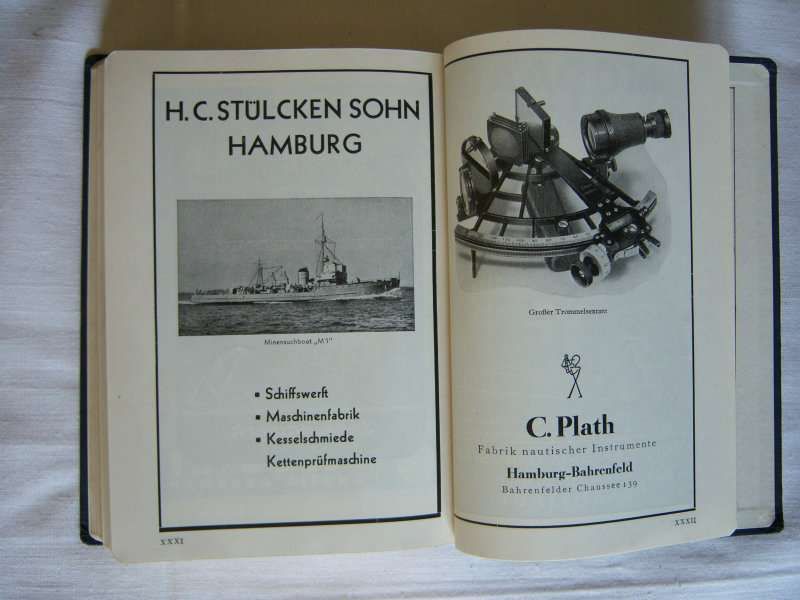 H. C. STÜLCKEN SOHN
HAMBURG
Minensuchboot „M1"
Schiffswerft
Maschinenfabrik
Kesselschmiede
Kettenprüfmaschine
XXXI
Großer Trommelsextant
C. Plath
Fabrik nautischer Instrumente
Hamburg-Bahrenfeld
Bahrenfelder Chaussee 139
XXXII